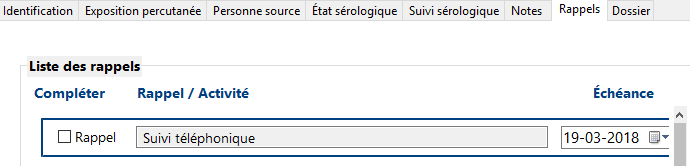 Identification Exposition percutanée Personne source État sérologique Suivi sérologique Notes Rappels Dossier
Liste des rappels
Compléter Rappel / Activité Échéance
Rappel Suivi téléphonique 19-03-2018